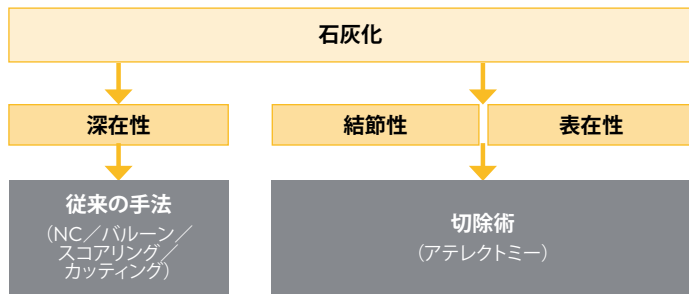 石灰化
深在性
結節性
表在性
従来の手法
（NC／バルーン／
スコアリング／
カッティング）
切除術
（アテレクトミー）